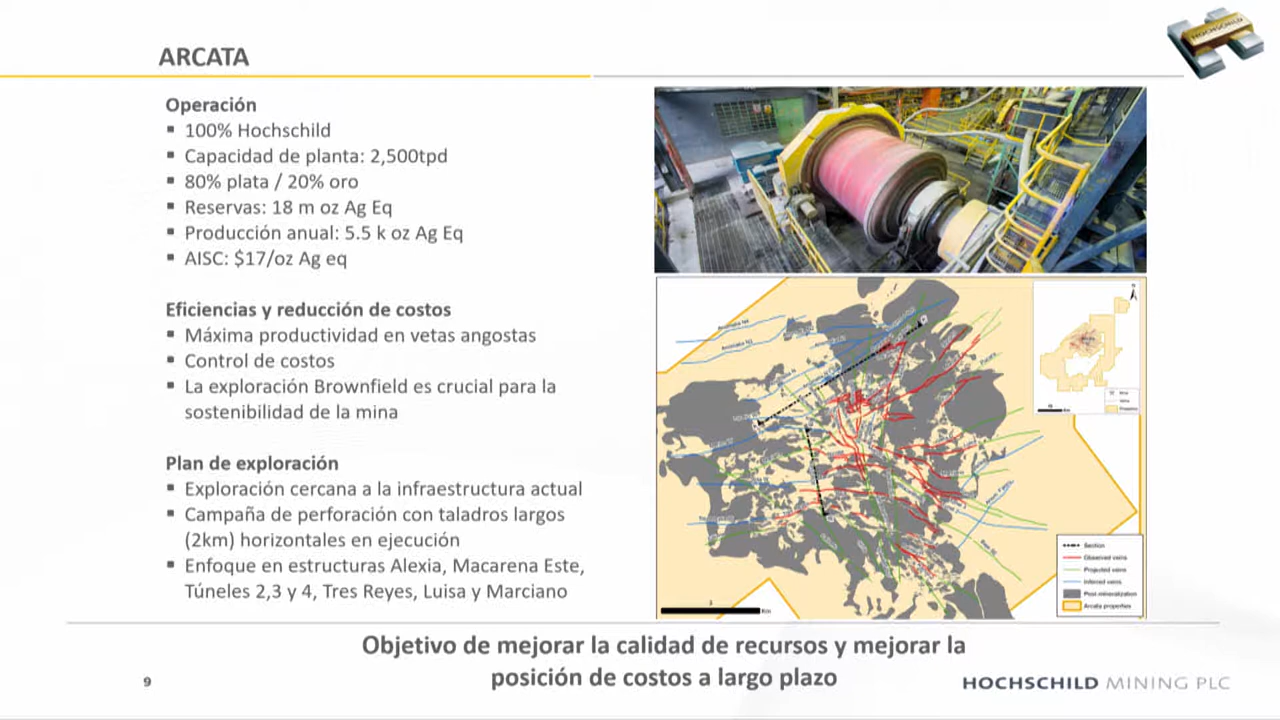 ARCATA
HOCHSCHILD
Operación
▪ 100% Hochschild
▪ Capacidad de planta: 2,500tpd
▪ 80% plata / 20% oro
▪ Reservas: 18 m oz Ag Eq
▪ Producción anual: 5.5 k oz Ag Eq
▪ AISC: $17/oz Ag eq
Eficiencias y reducción de costos
▪ Máxima productividad en vetas angostas
▪ Control de costos
▪ La exploración Brownfield es crucial para la
sostenibilidad de la mina
Plan de exploración
▪ Exploración cercana a la infraestructura actual
▪ Campaña de perforación con taladros largos
(2km) horizontales en ejecución
▪ Enfoque en estructuras Alexia, Macarena Este,
Túneles 2,3 y 4, Tres Reyes, Luisa y Marciano
Section
Observed veins
Projected veins
Inferred veins
Post mineralization
Arcata properties
Km
Objetivo de mejorar la calidad de recursos y mejorar la
posición de costos a largo plazo
9
HOCHSCHILD MINING PLC